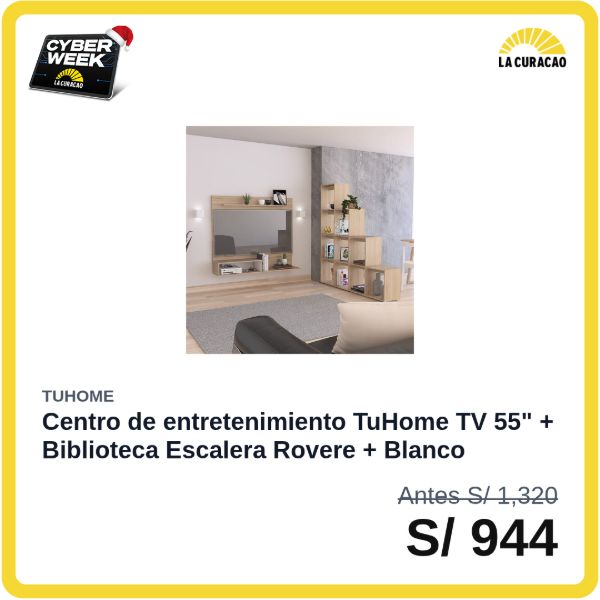 CYBER
WEEK
LA CURACAO
LA CURACAO
TUHOME
Centro de entretenimiento TuHome TV 55" +
Biblioteca Escalera Rovere + Blanco
Antes S/ 1,320
S/ 944